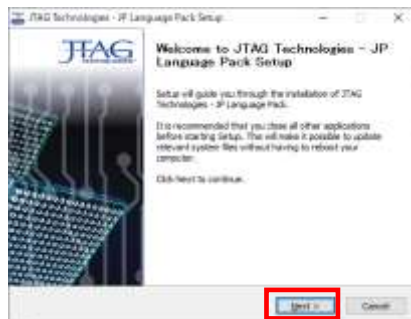 JTAG Technologies - JP Language Pack Setup
JTAG
Welcome to JTAG Technologies - JP
Language Pack Setup
Setup will guide you through the installation of JTAG
Technologies - JP Language Pack.
It is recommended that you close all other applications
before starting Setup. This will make it possible to update
relevant system files without having to reboot your
computer.
Click Next to continue.
Next >
Cancel